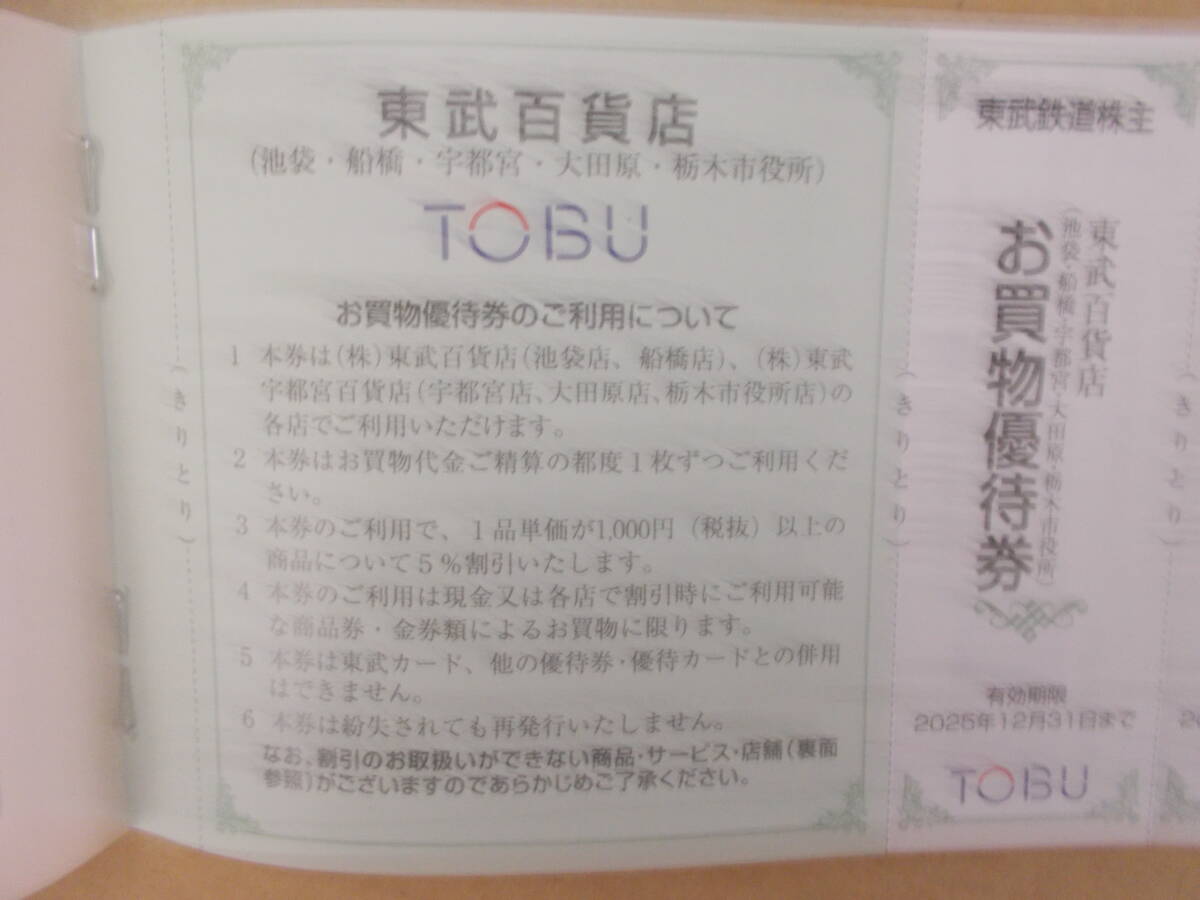 東武百貨店
(池袋・船橋・宇都宮・大田原・栃木市役所)
TOBU
お買物優待券のご利用について
1 本券は(株)東武百貨店(池袋店、船橋店)、(株)東武
宇都宮百貨店(宇都宮店、大田原店、栃木市役所店)の
各店でご利用いただけます。
2 本券はお買物代金ご精算の都度1枚ずつご利用くだ
さい。
3 本券のご利用で、1品単価が1,000円(税抜)以上の
商品について5%割引いたします。
4 本券のご利用は現金又は各店で割引時にご利用可能
な商品券・金券類によるお買物に限ります。
5 本券は東武カード、他の優待券・優待カードとの併用
はできません。
6 本券は紛失されても再発行いたしません。
なお、割引のお取扱いができない商品・サービス・店舗(裏面
参照)がございますのであらかじめご了承ください。
(きりとり)
(きりとり)
東武鉄道株主
東武百貨店
(池袋・船橋・宇都宮・大田原・栃木市役所)
お買物優待券
有効期限
2025年12月31日まで
TOBU
(きりとり)